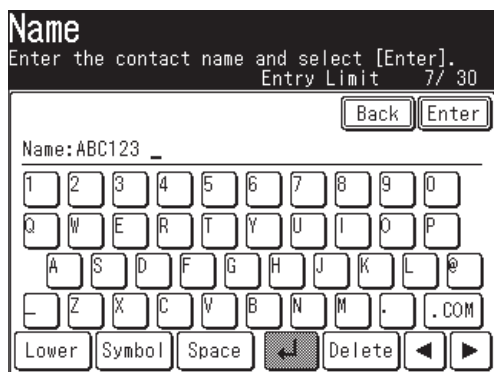 Name
Enter the contact name and select [Enter].
Entry Limit 7/ 30
Back Enter
Name:ABC123 _
1 2 3 4 5 6 7 8 9 0
Q W E R T Y U I O P
A S D F G H J K L @
_ Z X C V B N M . .COM
Lower Symbol Space ↵ Delete ◀ ▶